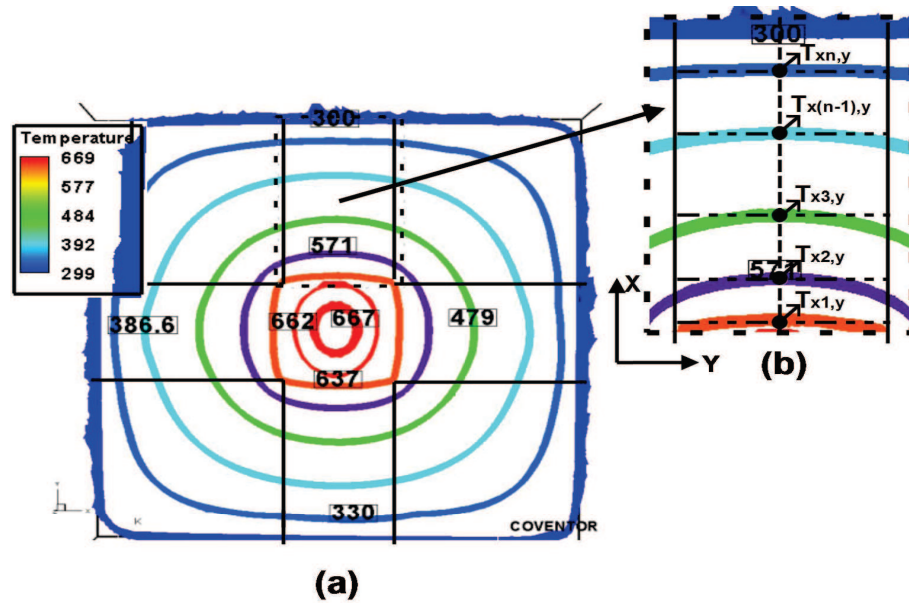 Temperature
669
577
484
392
299
300
571
386.6
662
667
479
637
330
K
COVENTOR
(a)
300
Txn,y
Tx(n-1),y
Tx3,y
571
Tx2,y
Tx1,y
X
Y
(b)